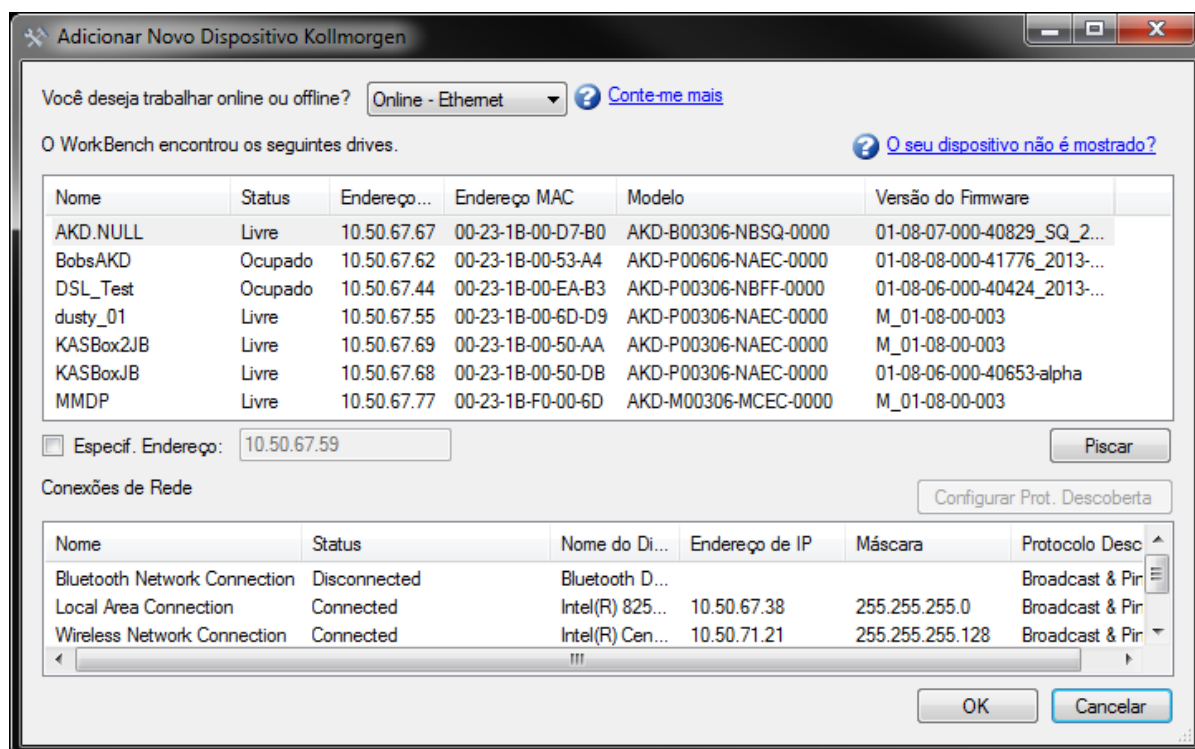 Adicionar Novo Dispositivo Kollmorgen
Você deseja trabalhar online ou offline? Online - Ethernet Conte-me mais
O WorkBench encontrou os seguintes drives. O seu dispositivo não é mostrado?
Nome Status Endereço... Endereço MAC Modelo Versão do Firmware
AKD.NULL Livre 10.50.67.67 00-23-1B-00-D7-B0 AKD-B00306-NBSQ-0000 01-08-07-000-40829_SQ_2...
BobsAKD Ocupado 10.50.67.62 00-23-1B-00-53-A4 AKD-P00606-NAEC-0000 01-08-08-000-41776_2013-...
DSL_Test Ocupado 10.50.67.44 00-23-1B-00-EA-B3 AKD-P00306-NBFF-0000 01-08-06-000-40424_2013-...
dusty_01 Livre 10.50.67.55 00-23-1B-00-6D-D9 AKD-P00306-NAEC-0000 M_01-08-00-003
KASBox2JB Livre 10.50.67.69 00-23-1B-00-50-AA AKD-P00306-NAEC-0000 M_01-08-00-003
KASBoxJB Livre 10.50.67.68 00-23-1B-00-50-DB AKD-P00306-NAEC-0000 01-08-06-000-40653-alpha
MMDP Livre 10.50.67.77 00-23-1B-F0-00-6D AKD-M00306-MCEC-0000 M_01-08-00-003
Especif. Endereço: 10.50.67.59 Piscar
Conexões de Rede Configurar Prot. Descoberta
Nome Status Nome do Di... Endereço de IP Máscara Protocolo Desc
Bluetooth Network Connection Disconnected Bluetooth D... Broadcast & Pin
Local Area Connection Connected Intel(R) 825... 10.50.67.38 255.255.255.0 Broadcast & Pin
Wireless Network Connection Connected Intel(R) Cen... 10.50.71.21 255.255.255.128 Broadcast & Pin
OK Cancelar